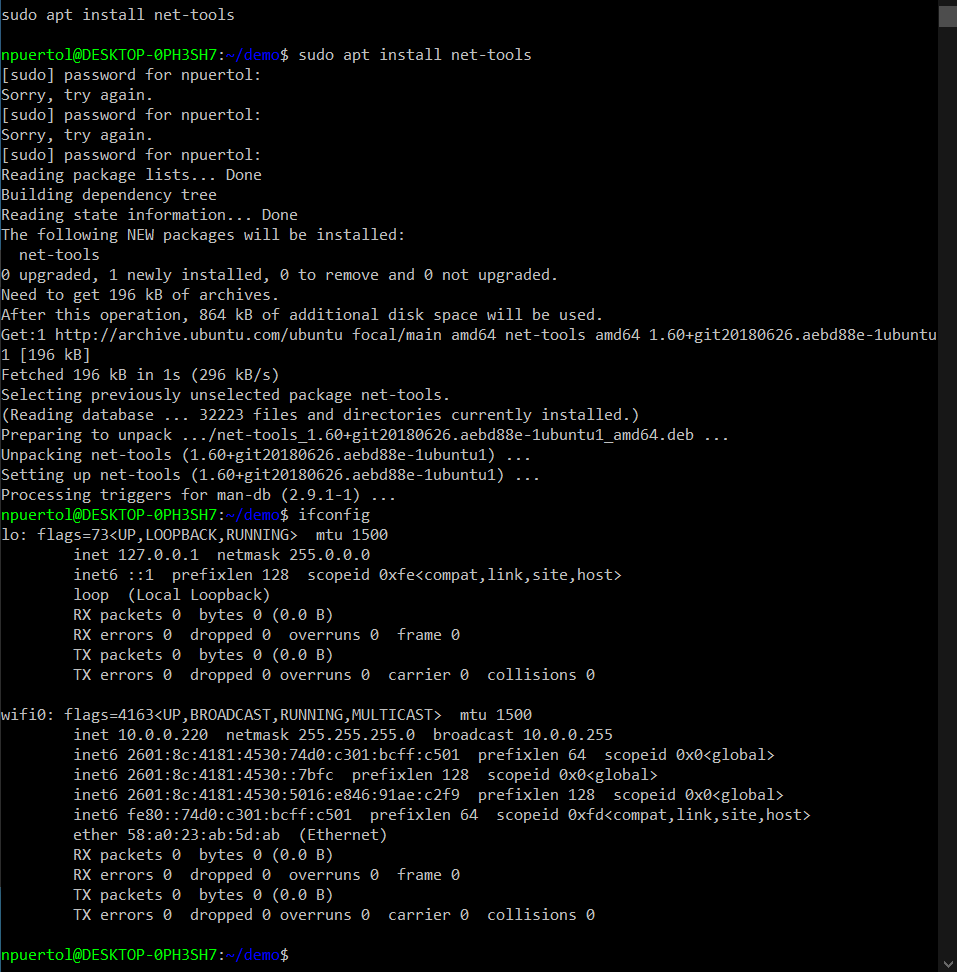 sudo apt install net-tools
npuertol@DESKTOP-0PH3SH7:~/demo$ sudo apt install net-tools
[sudo] password for npuertol:
Sorry, try again.
[sudo] password for npuertol:
Sorry, try again.
[sudo] password for npuertol:
Reading package lists... Done
Building dependency tree
Reading state information... Done
The following NEW packages will be installed:
  net-tools
0 upgraded, 1 newly installed, 0 to remove and 0 not upgraded.
Need to get 196 kB of archives.
After this operation, 864 kB of additional disk space will be used.
Get:1 http://archive.ubuntu.com/ubuntu focal/main amd64 net-tools amd64 1.60+git20180626.aebd88e-1ubuntu
1 [196 kB]
Fetched 196 kB in 1s (296 kB/s)
Selecting previously unselected package net-tools.
(Reading database ... 32223 files and directories currently installed.)
Preparing to unpack .../net-tools_1.60+git20180626.aebd88e-1ubuntu1_amd64.deb ...
Unpacking net-tools (1.60+git20180626.aebd88e-1ubuntu1) ...
Setting up net-tools (1.60+git20180626.aebd88e-1ubuntu1) ...
Processing triggers for man-db (2.9.1-1) ...
npuertol@DESKTOP-0PH3SH7:~/demo$ ifconfig
lo: flags=73<UP,LOOPBACK,RUNNING>  mtu 1500
        inet 127.0.0.1  netmask 255.0.0.0
        inet6 ::1  prefixlen 128  scopeid 0xfe<compat,link,site,host>
        loop  (Local Loopback)
        RX packets 0  bytes 0 (0.0 B)
        RX errors 0  dropped 0  overruns 0  frame 0
        TX packets 0  bytes 0 (0.0 B)
        TX errors 0  dropped 0 overruns 0  carrier 0  collisions 0
wifi0: flags=4163<UP,BROADCAST,RUNNING,MULTICAST>  mtu 1500
        inet 10.0.0.220  netmask 255.255.255.0  broadcast 10.0.0.255
        inet6 2601:8c:4181:4530:74d0:c301:bcff:c501  prefixlen 64  scopeid 0x0<global>
        inet6 2601:8c:4181:4530::7bfc  prefixlen 128  scopeid 0x0<global>
        inet6 2601:8c:4181:4530:5016:e846:91ae:c2f9  prefixlen 128  scopeid 0x0<global>
        inet6 fe80::74d0:c301:bcff:c501  prefixlen 64  scopeid 0xfd<compat,link,site,host>
        ether 58:a0:23:ab:5d:ab  (Ethernet)
        RX packets 0  bytes 0 (0.0 B)
        RX errors 0  dropped 0  overruns 0  frame 0
        TX packets 0  bytes 0 (0.0 B)
        TX errors 0  dropped 0 overruns 0  carrier 0  collisions 0
npuertol@DESKTOP-0PH3SH7:~/demo$